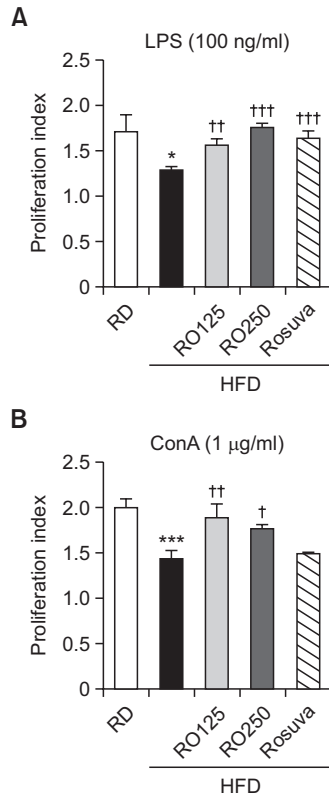 A
LPS (100 ng/ml)
Proliferation index
2.5
2.0
1.5
1.0
0.5
0
*
††
†††
†††
RD
RO125
RO250
Rosuva
HFD
B
ConA (1 μg/ml)
Proliferation index
2.5
2.0
1.5
1.0
0.5
0
***
††
†
RD
RO125
RO250
Rosuva
HFD